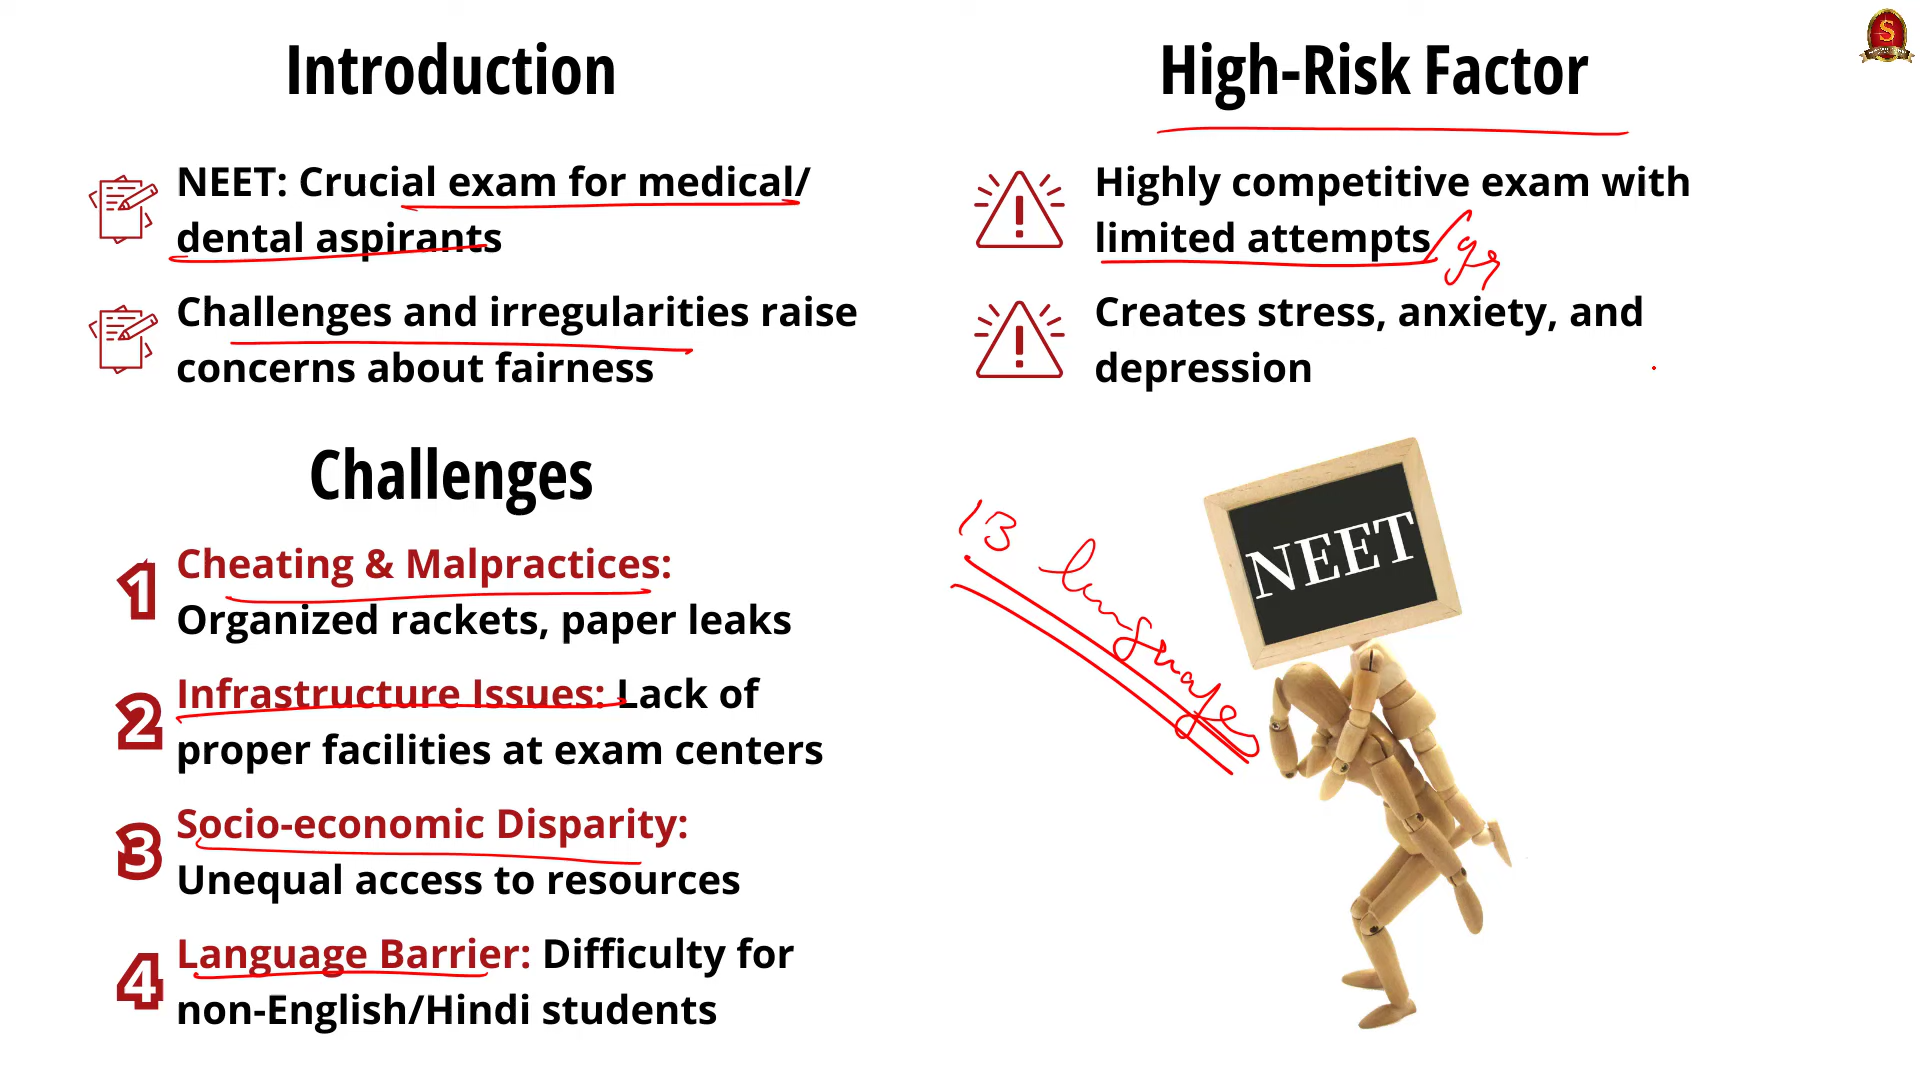 Introduction
NEET: Crucial exam for medical/
dental aspirants
Challenges and irregularities raise
concerns about fairness
Challenges
1
Cheating & Malpractices:
Organized rackets, paper leaks
2
Infrastructure Issues: Lack of
proper facilities at exam centers
3
Socio-economic Disparity:
Unequal access to resources
4
Language Barrier: Difficulty for
non-English/Hindi students
High-Risk Factor
Highly competitive exam with
limited attempts
Creates stress, anxiety, and
depression
13 languages
NEET
S